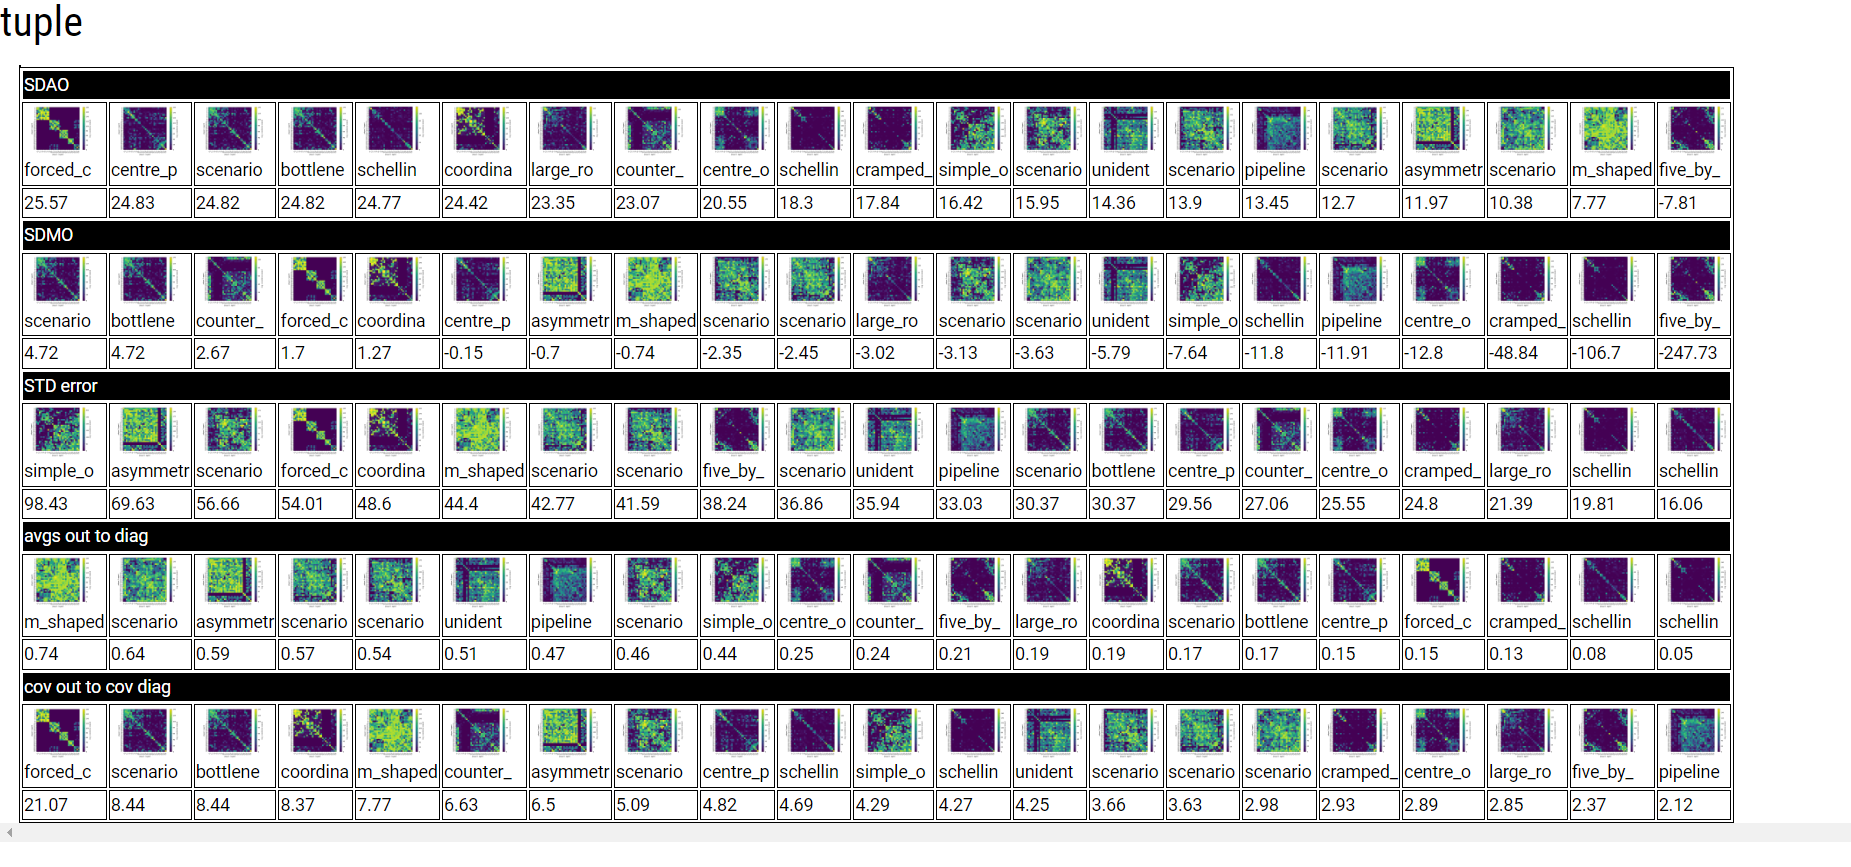 tuple
SDAO
forced_c centre_p scenario bottlene schellin coordina large_ro counter_ centre_o schellin cramped_ simple_o scenario unident scenario pipeline scenario asymmetr scenario m_shaped five_by_
25.57 24.83 24.82 24.82 24.77 24.42 23.35 23.07 20.55 18.3 17.84 16.42 15.95 14.36 13.9 13.45 12.7 11.97 10.38 7.77 -7.81
SDMO
scenario bottlene counter_ forced_c coordina centre_p asymmetr m_shaped scenario scenario large_ro scenario scenario unident simple_o schellin pipeline centre_o cramped_ schellin five_by_
4.72 4.72 2.67 1.7 1.27 -0.15 -0.7 -0.74 -2.35 -2.45 -3.02 -3.13 -3.63 -5.79 -7.64 -11.8 -11.91 -12.8 -48.84 -106.7 -247.73
STD error
simple_o asymmetr scenario forced_c coordina m_shaped scenario scenario five_by_ scenario unident pipeline scenario bottlene centre_p counter_ centre_o cramped_ large_ro schellin schellin
98.43 69.63 56.66 54.01 48.6 44.4 42.77 41.59 38.24 36.86 35.94 33.03 30.37 30.37 29.56 27.06 25.55 24.8 21.39 19.81 16.06
avgs out to diag
m_shaped scenario asymmetr scenario scenario unident pipeline scenario simple_o centre_o counter_ five_by_ large_ro coordina scenario bottlene centre_p forced_c cramped_ schellin schellin
0.74 0.64 0.59 0.57 0.54 0.51 0.47 0.46 0.44 0.25 0.24 0.21 0.19 0.19 0.17 0.17 0.15 0.15 0.13 0.08 0.05
cov out to cov diag
forced_c scenario bottlene coordina m_shaped counter_ asymmetr scenario centre_p schellin simple_o schellin unident scenario scenario scenario cramped_ centre_o large_ro five_by_ pipeline
21.07 8.44 8.44 8.37 7.77 6.63 6.5 5.09 4.82 4.69 4.29 4.27 4.25 3.66 3.63 2.98 2.93 2.89 2.85 2.37 2.12